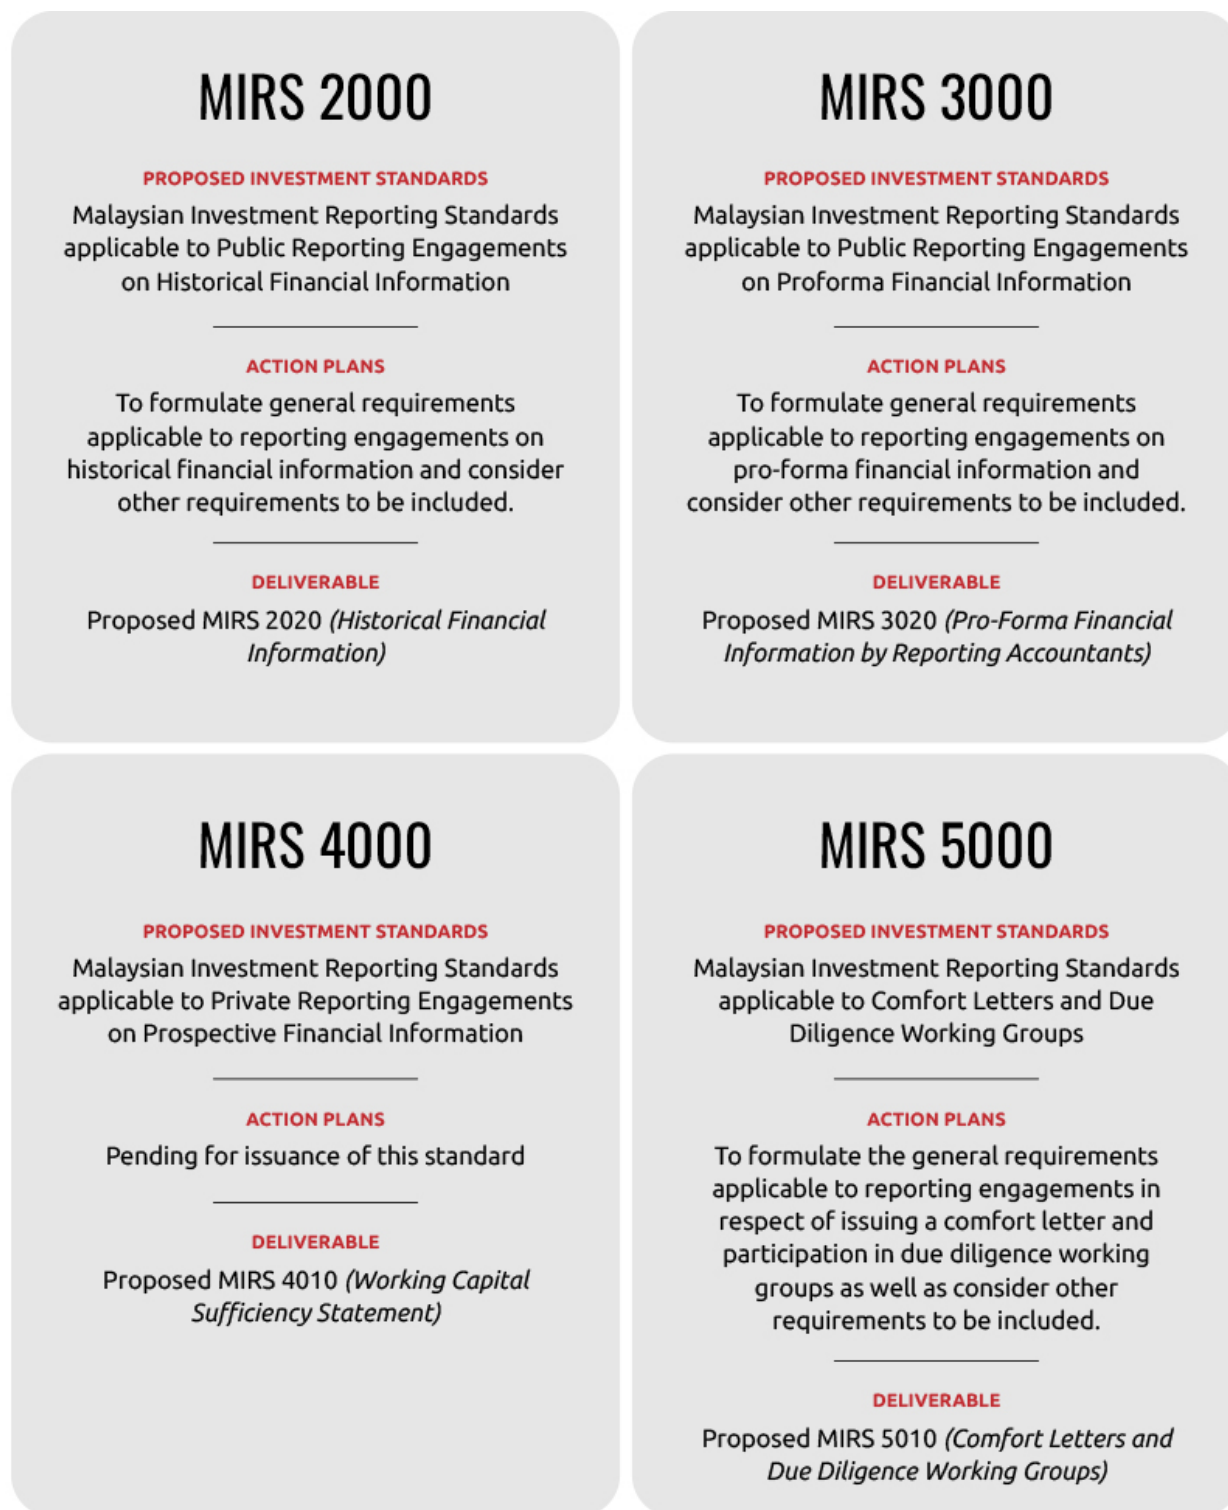 MIRS 2000
PROPOSED INVESTMENT STANDARDS
Malaysian Investment Reporting Standards
applicable to Public Reporting Engagements
on Historical Financial Information
ACTION PLANS
To formulate general requirements
applicable to reporting engagements on
historical financial information and consider
other requirements to be included.
DELIVERABLE
Proposed MIRS 2020 (Historical Financial
Information)
MIRS 3000
PROPOSED INVESTMENT STANDARDS
Malaysian Investment Reporting Standards
applicable to Public Reporting Engagements
on Proforma Financial Information
ACTION PLANS
To formulate general requirements
applicable to reporting engagements on
pro-forma financial information and
consider other requirements to be included.
DELIVERABLE
Proposed MIRS 3020 (Pro-Forma Financial
Information by Reporting Accountants)
MIRS 4000
PROPOSED INVESTMENT STANDARDS
Malaysian Investment Reporting Standards
applicable to Private Reporting Engagements
on Prospective Financial Information
ACTION PLANS
Pending for issuance of this standard
DELIVERABLE
Proposed MIRS 4010 (Working Capital
Sufficiency Statement)
MIRS 5000
PROPOSED INVESTMENT STANDARDS
Malaysian Investment Reporting Standards
applicable to Comfort Letters and Due
Diligence Working Groups
ACTION PLANS
To formulate the general requirements
applicable to reporting engagements in
respect of issuing a comfort letter and
participation in due diligence working
groups as well as consider other
requirements to be included.
DELIVERABLE
Proposed MIRS 5010 (Comfort Letters and
Due Diligence Working Groups)